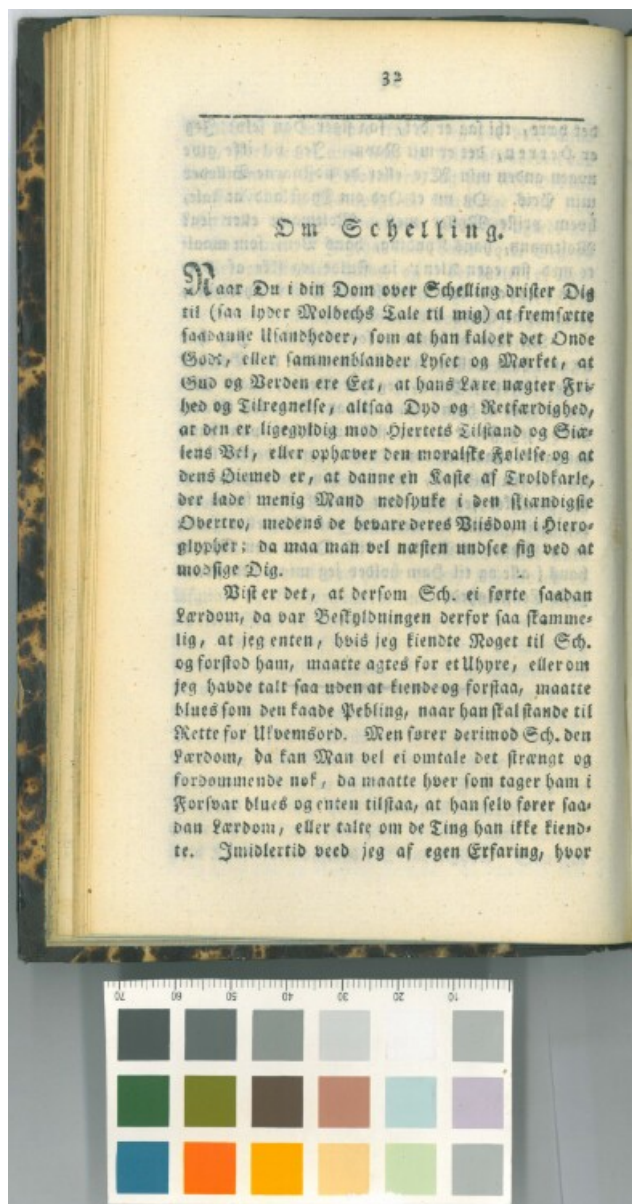 32
Om Schelling.
Naar Du i din Dom over Schelling drister Dig
til (saa lyder Molbechs Tale til mig) at fremsætte
saadanne Usandheder, som at han kalder det Onde
Godt, eller sammenblander Lyset og Mørket, at
Gud og Verden ere Eet, at hans Lære nægter Fri-
hed og Tilregnelse, altsaa Dyd og Retfærdighed,
at den er ligegyldig mod Hjertets Tilstand og Siæ-
lens Vel, eller ophæver den moralske Følelse og at
dens Øiemed er, at danne en Kaste af Troldkarle,
der lade menig Mand nedsynke i den skiændigste
Overtro, medens de bevare deres Viisdom i Hiero-
glypher: da maa man vel næsten undsee sig ved at
modsige Dig.
Vist er det, at dersom Sch. ei førte saadan
Lærdom, da var Beskyldningen derfor saa skamme-
lig, at jeg enten, hvis jeg kiendte Noget til Sch.
og forstod ham, maatte agtes for et Uhyre, eller om
jeg havde talt saa uden at kiende og forstaa, maatte
blues som den kaade Pebling, naar han skal stande til
Rette for Ukvemsord. Men fører derimod Sch. den
Lærdom, da kan Man vel ei omtale det strængt og
fordømmende nok, da maatte hver som tager ham i
Forsvar blues og enten tilstaa, at han selv fører saa-
dan Lærdom, eller talte om de Ting han ikke kiend-
te. Imidlertid veed jeg af egen Erfaring, hvor
70 60 50 40 30 20 10